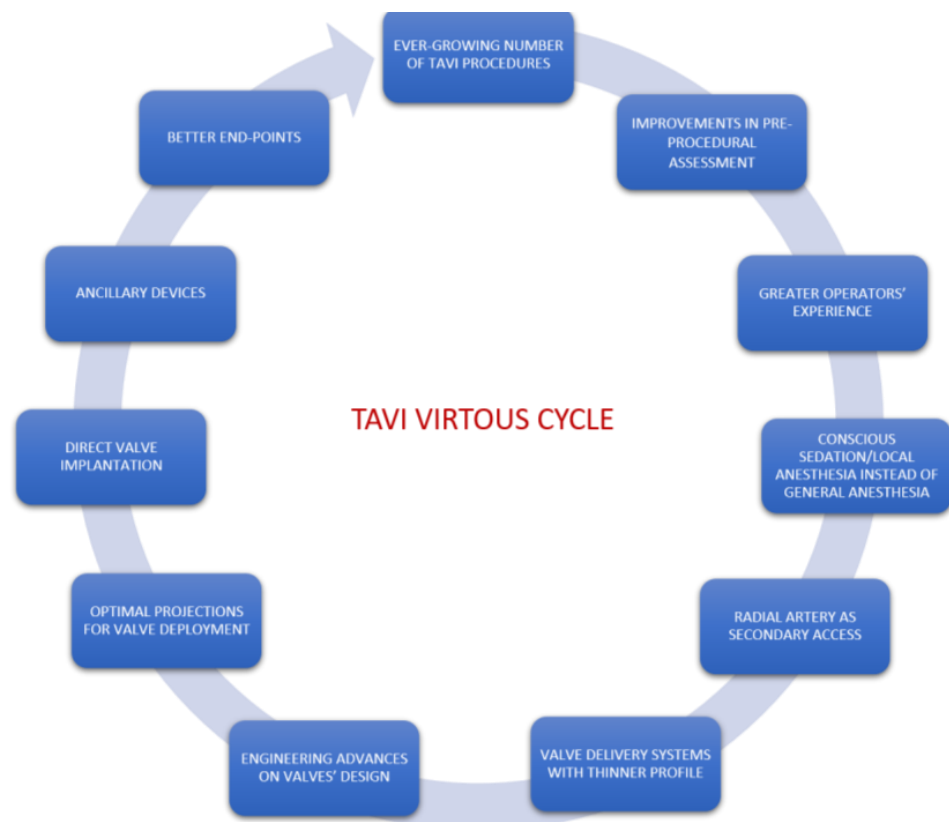 EVER-GROWING NUMBER
OF TAVI PROCEDURES
IMPROVEMENTS IN PRE-
PROCEDURAL
ASSESSMENT
GREATER OPERATORS'
EXPERIENCE
CONSCIOUS
SEDATION/LOCAL
ANESTHESIA INSTEAD OF
GENERAL ANESTHESIA
RADIAL ARTERY AS
SECONDARY ACCESS
VALVE DELIVERY SYSTEMS
WITH THINNER PROFILE
ENGINEERING ADVANCES
ON VALVES' DESIGN
OPTIMAL PROJECTIONS
FOR VALVE DEPLOYMENT
DIRECT VALVE
IMPLANTATION
ANCILLARY DEVICES
BETTER END-POINTS
TAVI VIRTOUS CYCLE